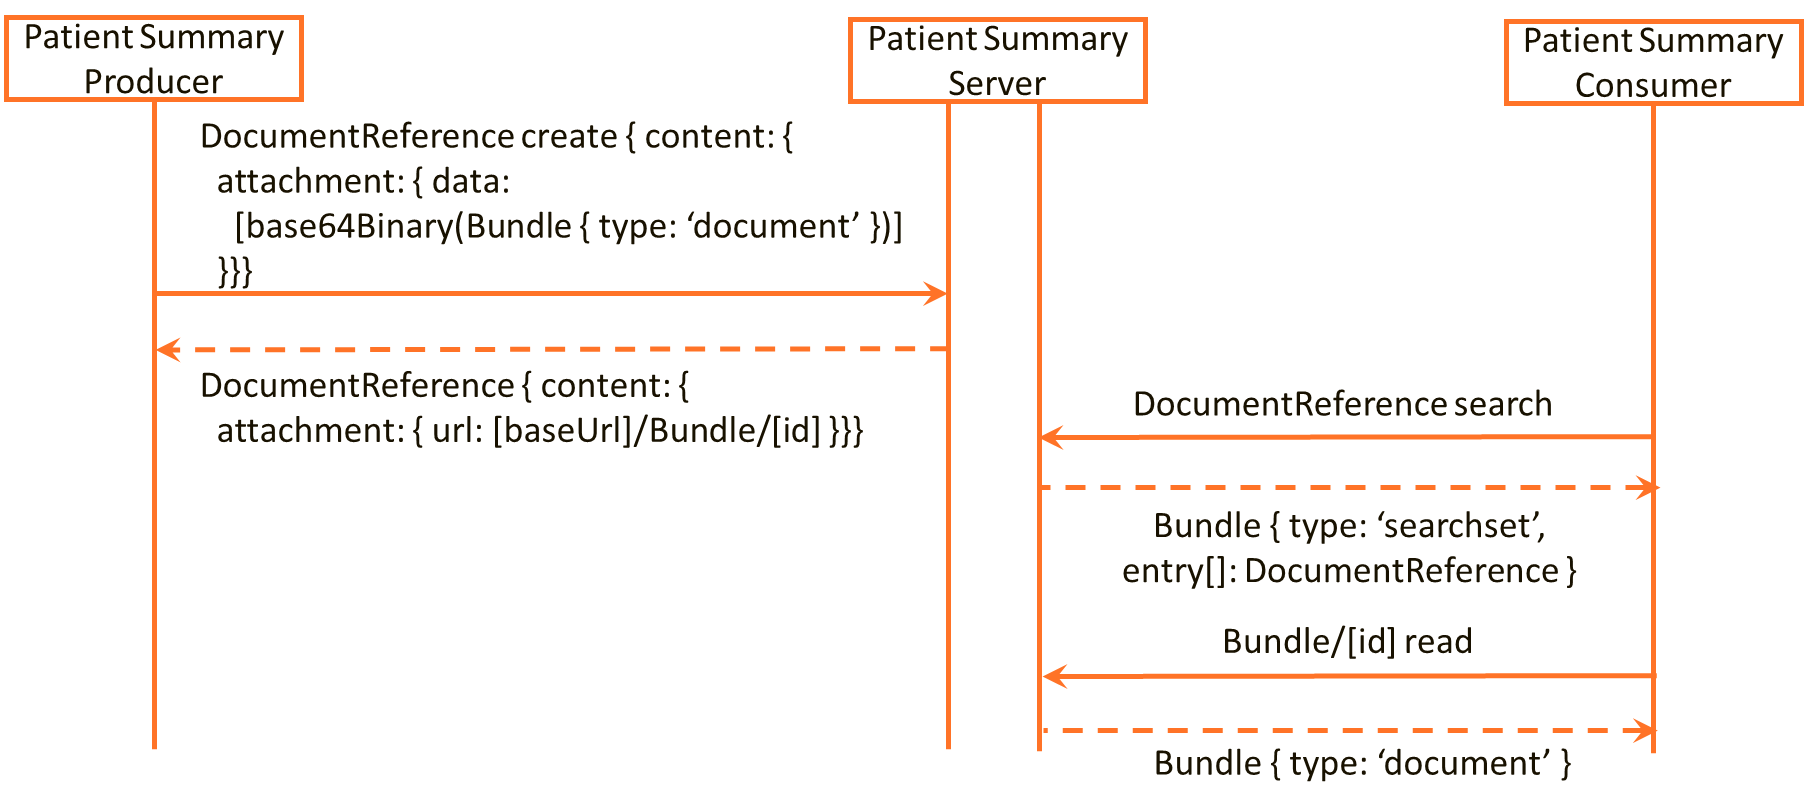 Patient Summary
Producer
Patient Summary
Server
Patient Summary
Consumer
DocumentReference create { content: {
attachment: { data:
[base64Binary(Bundle { type: ‘document’ })]
}}}
DocumentReference { content: {
attachment: { url: [baseUrl]/Bundle/[id] }}}
DocumentReference search
Bundle { type: ‘searchset’,
entry[]: DocumentReference }
Bundle/[id] read
Bundle { type: ‘document’ }